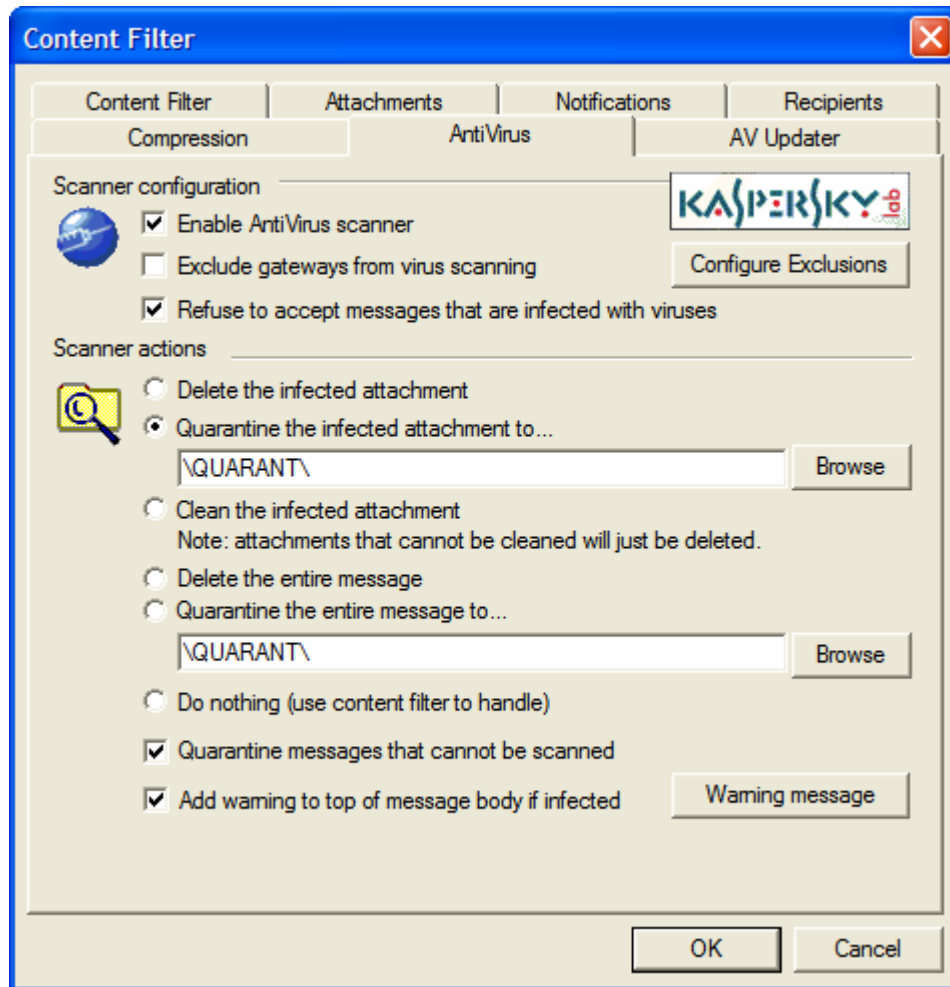 Content Filter
Content Filter
Attachments
Notifications
Recipients
Compression
AntiVirus
AV Updater
Scanner configuration
KASPERSKY lab
Enable AntiVirus scanner
Exclude gateways from virus scanning
Configure Exclusions
Refuse to accept messages that are infected with viruses
Scanner actions
Delete the infected attachment
Quarantine the infected attachment to...
\QUARANT\
Browse
Clean the infected attachment
Note: attachments that cannot be cleaned will just be deleted.
Delete the entire message
Quarantine the entire message to...
\QUARANT\
Browse
Do nothing (use content filter to handle)
Quarantine messages that cannot be scanned
Add warning to top of message body if infected
Warning message
OK
Cancel